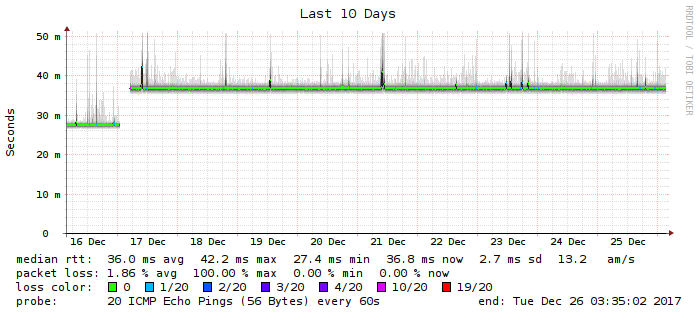 Last 10 Days
RRDTOOL / TOBI OETIKER
Seconds
50 m
40 m
30 m
20 m
10 m
0
16 Dec 17 Dec 18 Dec 19 Dec 20 Dec 21 Dec 22 Dec 23 Dec 24 Dec 25 Dec
median rtt: 36.0 ms avg 42.2 ms max 27.4 ms min 36.8 ms now 2.7 ms sd 13.2 am/s
packet loss: 1.86 % avg 100.00 % max 0.00 % min 0.00 % now
loss color: 0 1/20 2/20 3/20 4/20 10/20 19/20
probe: 20 ICMP Echo Pings (56 Bytes) every 60s end: Tue Dec 26 03:35:02 2017